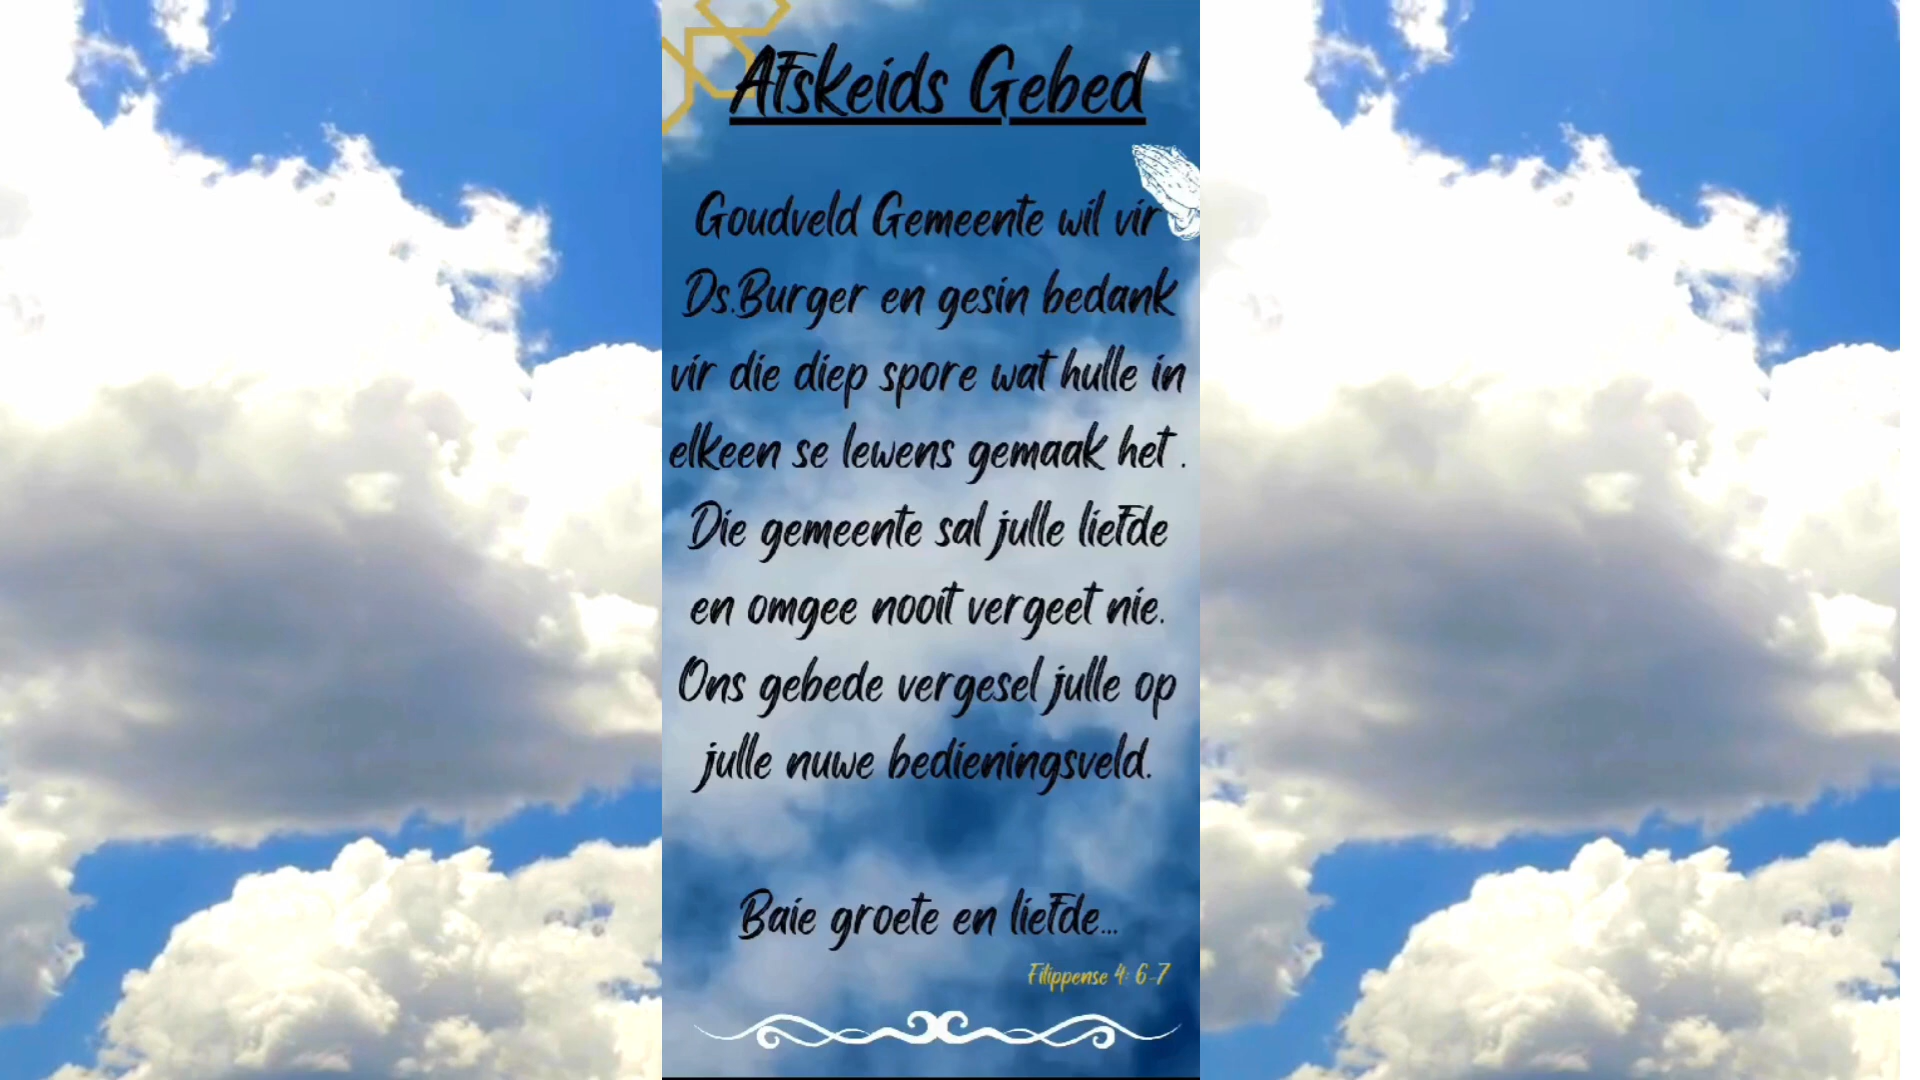 Afskeids Gebed
Goudveld Gemeente wil vir
Ds.Burger en gesin bedank
vir die diep spore wat hulle in
elkeen se lewens gemaak het .
Die gemeente sal julle liefde
en omgee nooit vergeet nie.
Ons gebede vergesel julle op
julle nuwe bedieningsveld.
Baie groete en liefde...
Filippense 4: 6-7